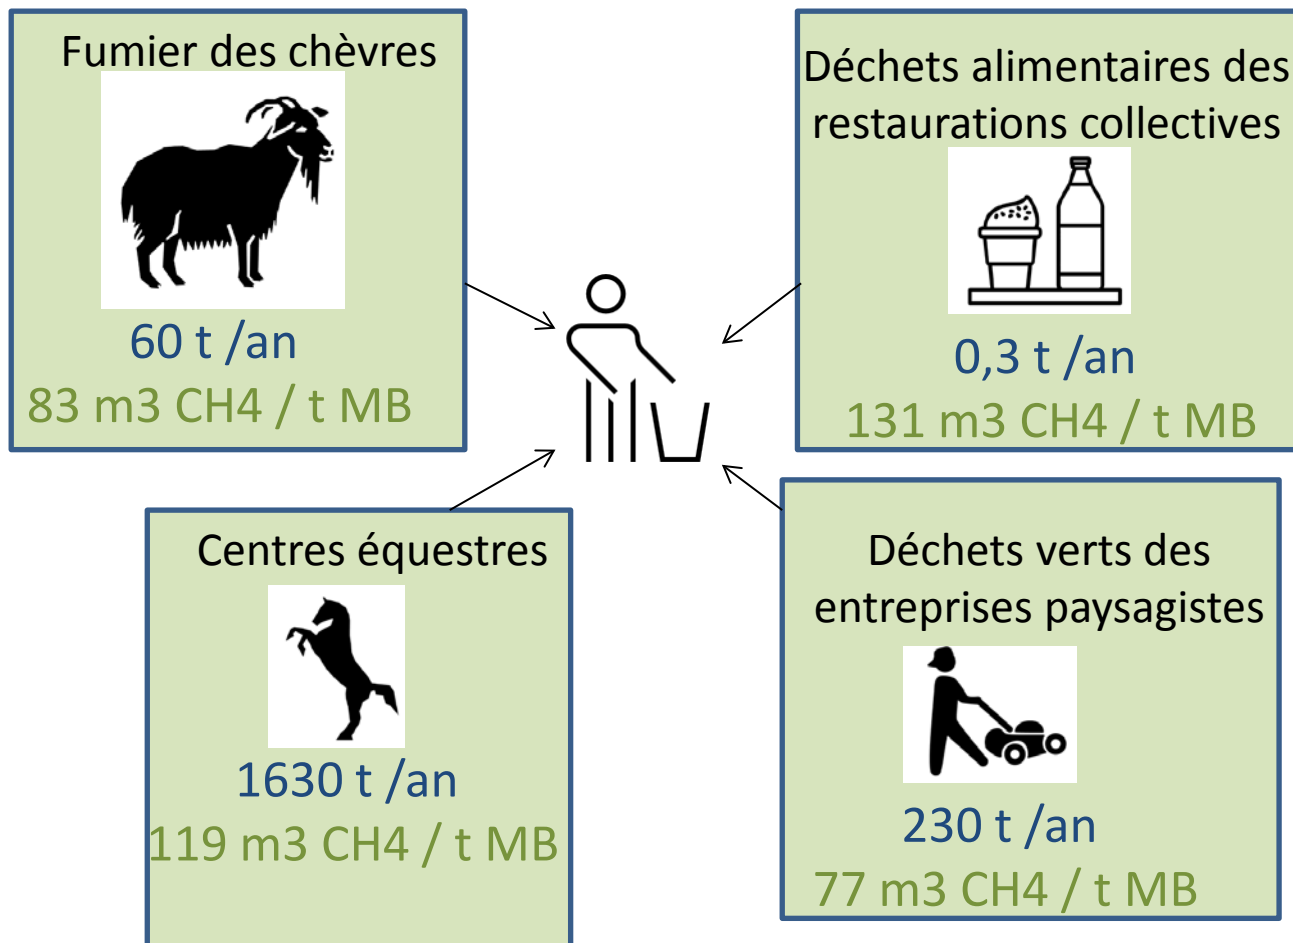 Fumier des chèvres
60 t /an
83 m3 CH4 / t MB
Déchets alimentaires des
restaurations collectives
0,3 t /an
131 m3 CH4 / t MB
Centres équestres
1630 t /an
119 m3 CH4 / t MB
Déchets verts des
entreprises paysagistes
230 t /an
77 m3 CH4 / t MB